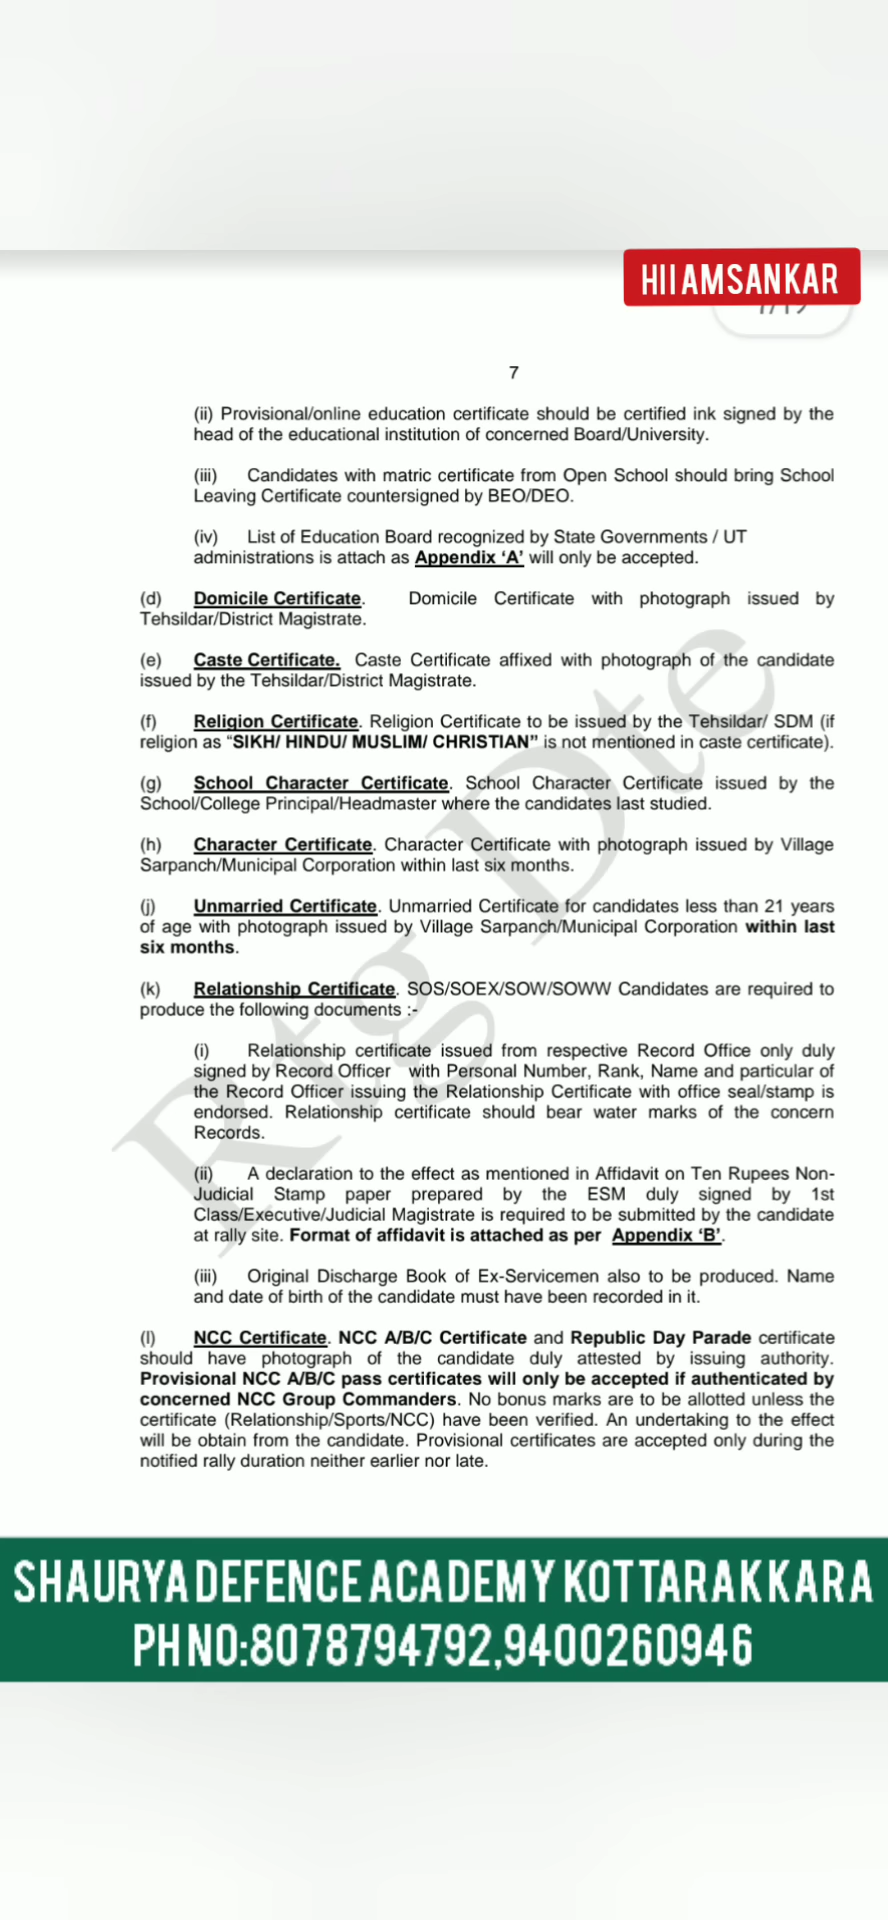 HII AM SANKAR
7
(ii) Provisional/online education certificate should be certified ink signed by the
head of the educational institution of concerned Board/University.
(iii) Candidates with matric certificate from Open School should bring School
Leaving Certificate countersigned by BEO/DEO.
(iv) List of Education Board recognized by State Governments / UT
administrations is attach as Appendix ‘A’ will only be accepted.
(d) Domicile Certificate. Domicile Certificate with photograph issued by
Tehsildar/District Magistrate.
(e) Caste Certificate. Caste Certificate affixed with photograph of the candidate
issued by the Tehsildar/District Magistrate.
(f) Religion Certificate. Religion Certificate to be issued by the Tehsildar/ SDM (if
religion as “SIKH/ HINDU/ MUSLIM/ CHRISTIAN” is not mentioned in caste certificate).
(g) School Character Certificate. School Character Certificate issued by the
School/College Principal/Headmaster where the candidates last studied.
(h) Character Certificate. Character Certificate with photograph issued by Village
Sarpanch/Municipal Corporation within last six months.
(j) Unmarried Certificate. Unmarried Certificate for candidates less than 21 years
of age with photograph issued by Village Sarpanch/Municipal Corporation within last
six months.
(k) Relationship Certificate. SOS/SOEX/SOW/SOWW Candidates are required to
produce the following documents :-
(i) Relationship certificate issued from respective Record Office only duly
signed by Record Officer with Personal Number, Rank, Name and particular of
the Record Officer issuing the Relationship Certificate with office seal/stamp is
endorsed. Relationship certificate should bear water marks of the concern
Records.
(ii) A declaration to the effect as mentioned in Affidavit on Ten Rupees Non-
Judicial Stamp paper prepared by the ESM duly signed by 1st
Class/Executive/Judicial Magistrate is required to be submitted by the candidate
at rally site. Format of affidavit is attached as per Appendix ‘B’.
(iii) Original Discharge Book of Ex-Servicemen also to be produced. Name
and date of birth of the candidate must have been recorded in it.
(l) NCC Certificate. NCC A/B/C Certificate and Republic Day Parade certificate
should have photograph of the candidate duly attested by issuing authority.
Provisional NCC A/B/C pass certificates will only be accepted if authenticated by
concerned NCC Group Commanders. No bonus marks are to be allotted unless the
certificate (Relationship/Sports/NCC) have been verified. An undertaking to the effect
will be obtain from the candidate. Provisional certificates are accepted only during the
notified rally duration neither earlier nor late.
Rtg Dte
SHAURYA DEFENCE ACADEMY KOTTARAKKARA
PH NO:8078794792,9400260946